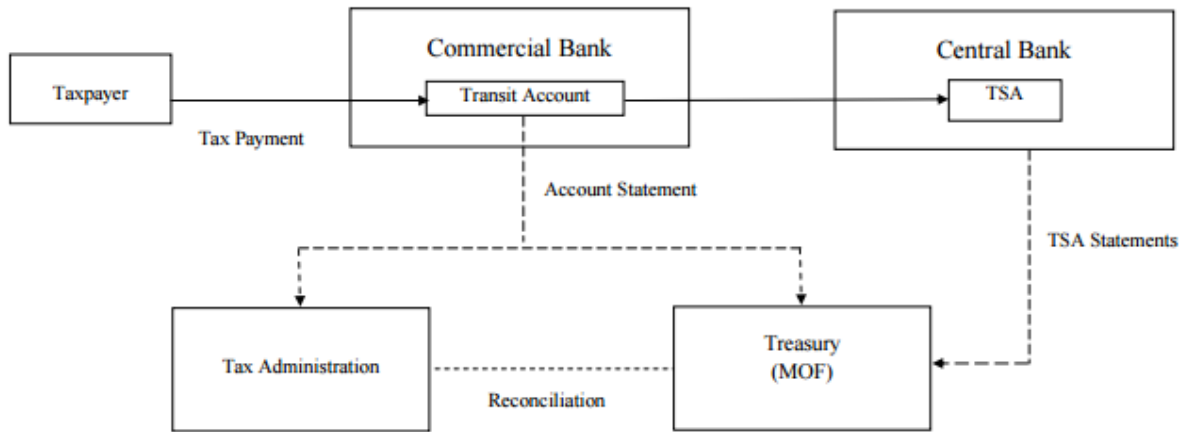 Commercial Bank
Central Bank
Taxpayer
Transit Account
TSA
Tax Payment
Account Statement
TSA Statements
Tax Administration
Treasury
(MOF)
Reconciliation